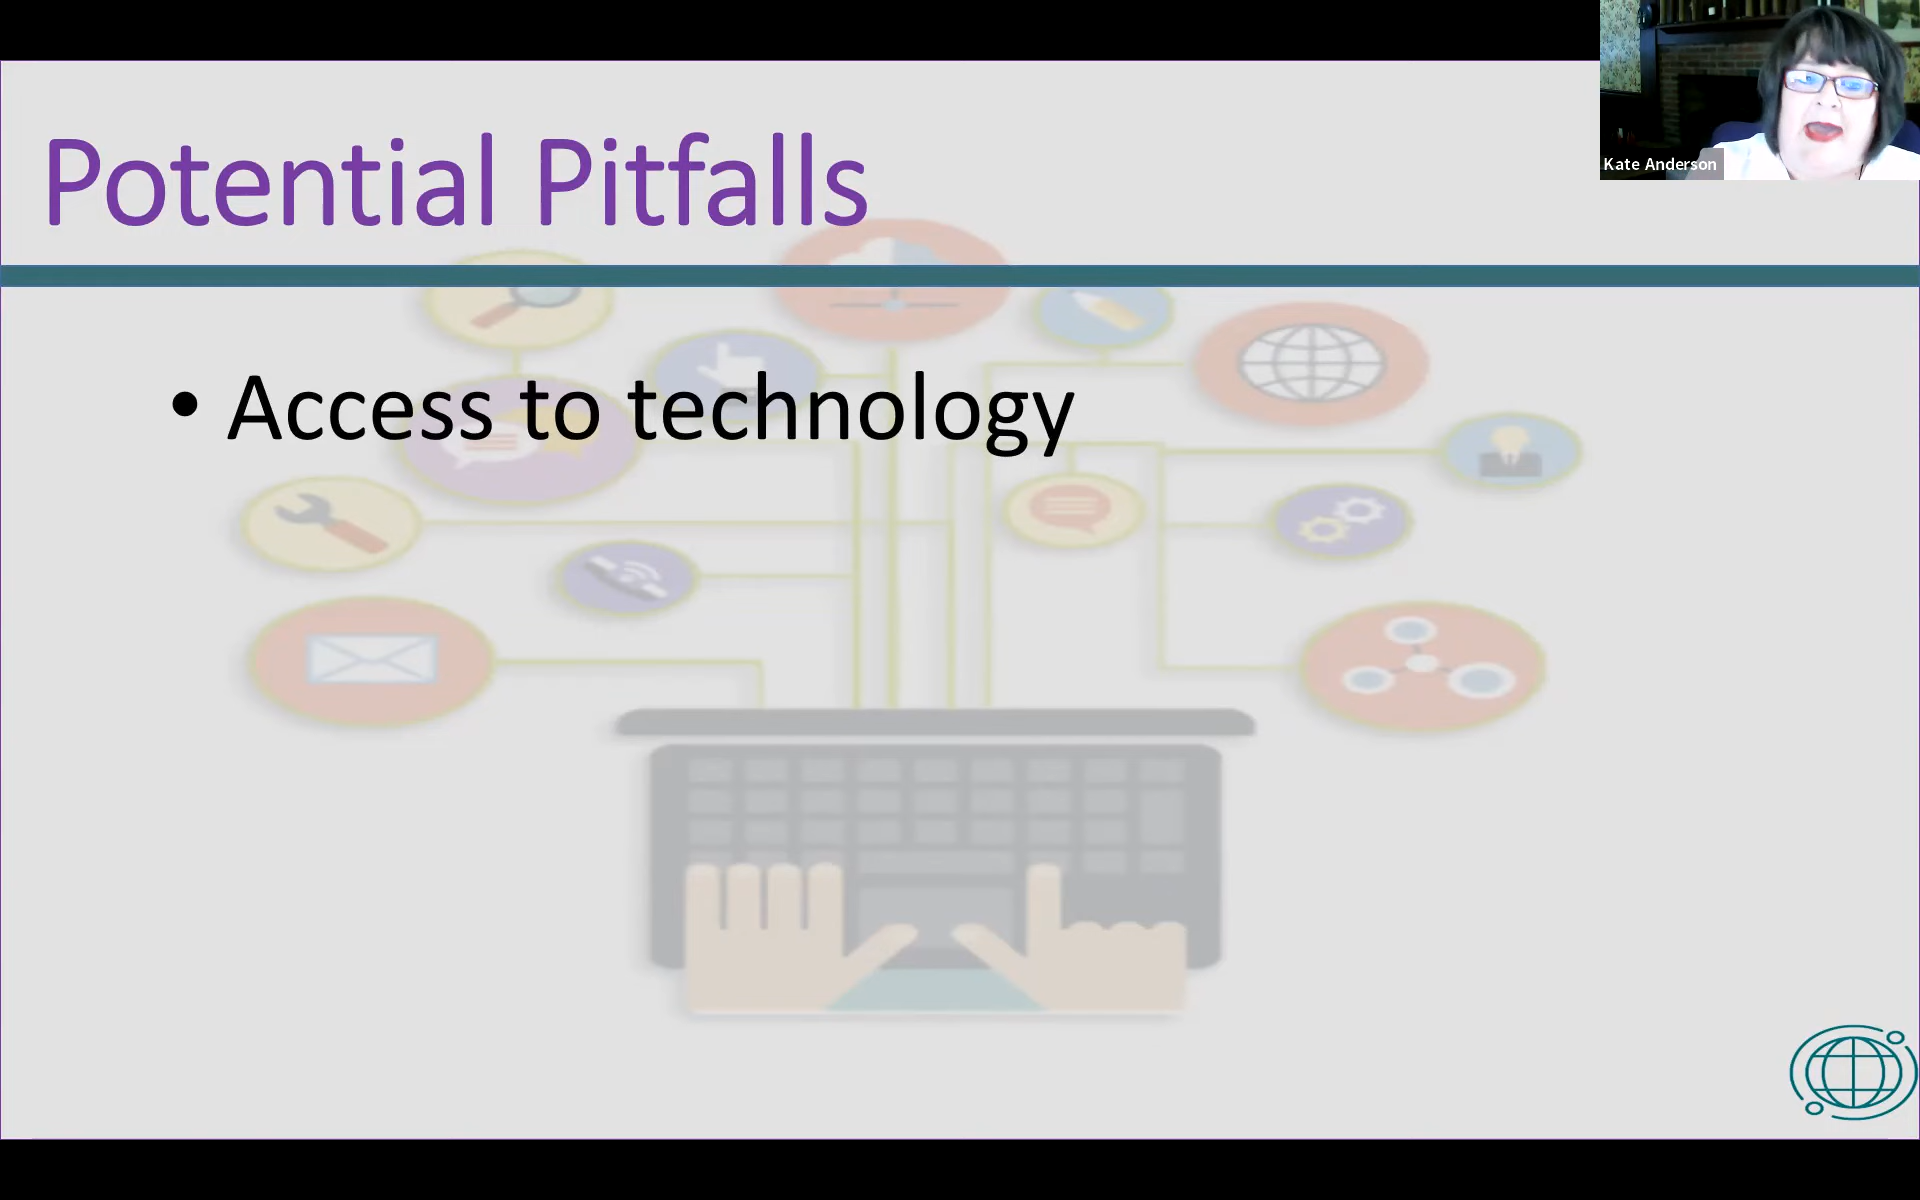 Potential Pitfalls
Kate Anderson
• Access to technology